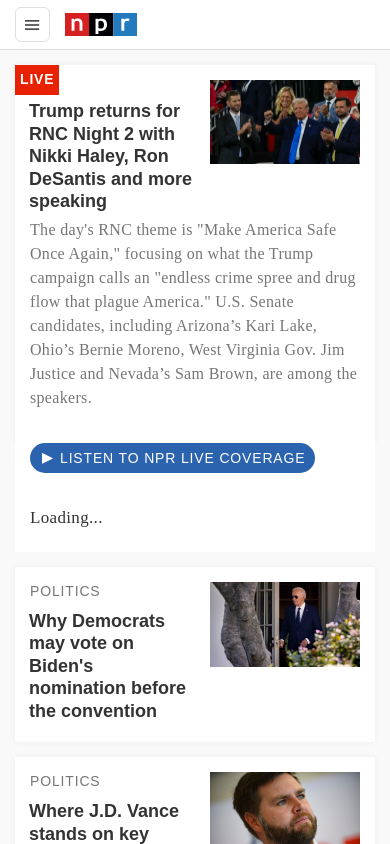 npr
LIVE
Trump returns for
RNC Night 2 with
Nikki Haley, Ron
DeSantis and more
speaking
The day's RNC theme is "Make America Safe
Once Again," focusing on what the Trump
campaign calls an "endless crime spree and drug
flow that plague America." U.S. Senate
candidates, including Arizona’s Kari Lake,
Ohio’s Bernie Moreno, West Virginia Gov. Jim
Justice and Nevada’s Sam Brown, are among the
speakers.
LISTEN TO NPR LIVE COVERAGE
Loading...
POLITICS
Why Democrats
may vote on
Biden's
nomination before
the convention
POLITICS
Where J.D. Vance
stands on key